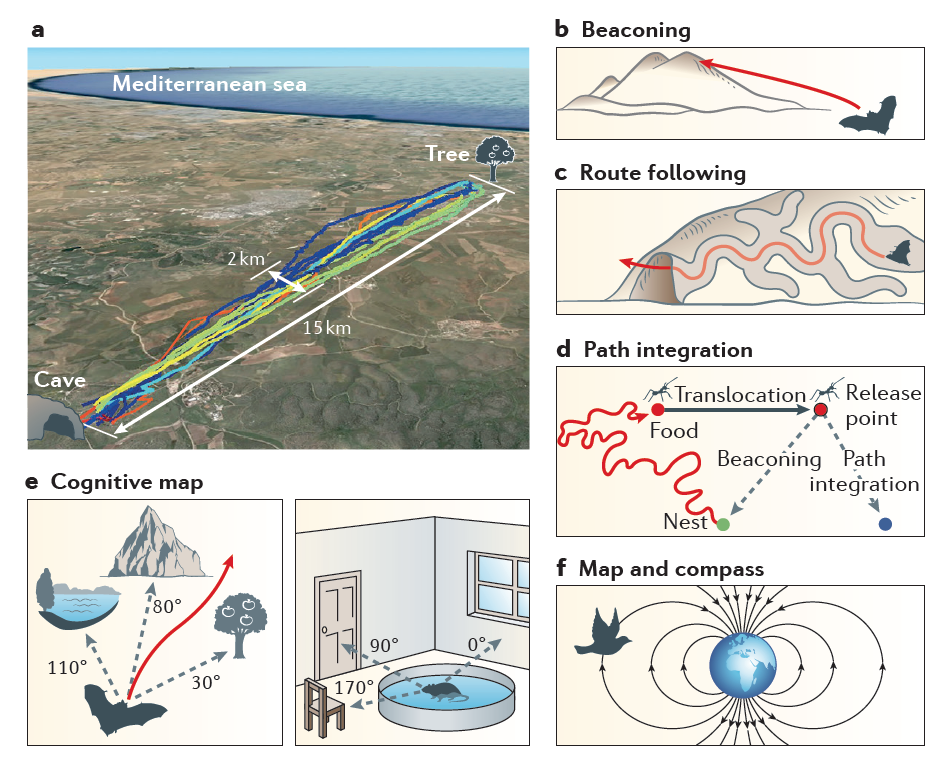 a
Mediterranean sea
Tree
2 km
15 km
Cave
b Beaconing
c Route following
d Path integration
Translocation
Release
point
Food
Beaconing
Path
integration
Nest
e Cognitive map
80°
110°
30°
90°
0°
170°
f Map and compass